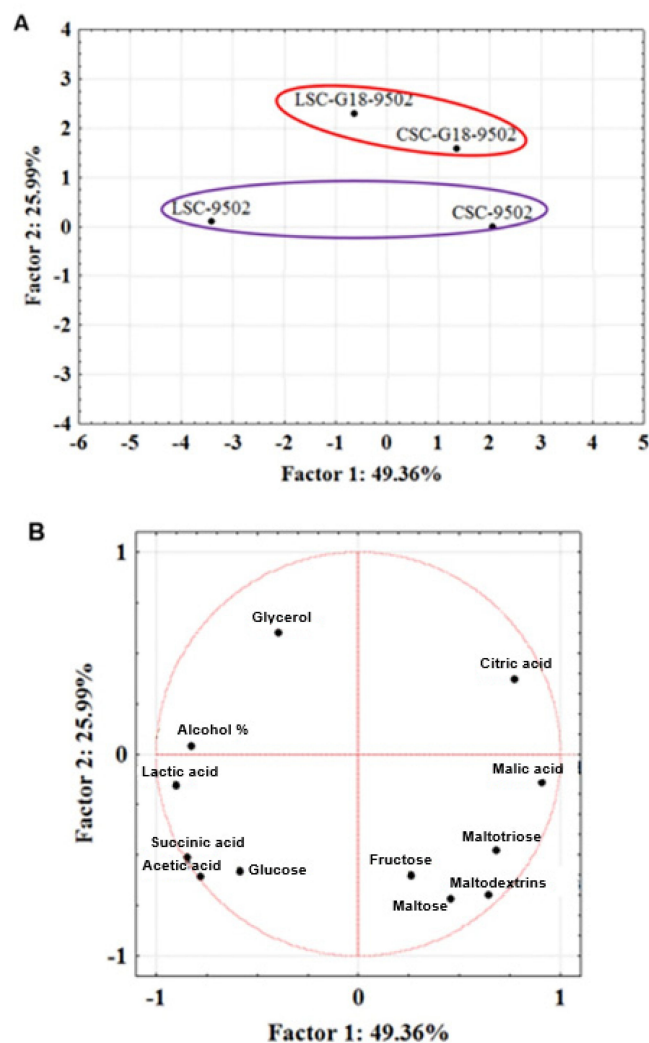 A
4
3
2
1
0
-1
-2
-3
-4
LSC-G18-9502
CSC-G18-9502
LSC-9502
CSC-9502
Factor 2: 25.99%
-6 -5 -4 -3 -2 -1 0 1 2 3 4 5
Factor 1: 49.36%
B
1
0
-1
Glycerol
Citric acid
Alcohol %
Lactic acid
Malic acid
Succinic acid
Maltotriose
Acetic acid
Glucose
Fructose
Maltodextrins
Maltose
Factor 2: 25.99%
-1 0 1
Factor 1: 49.36%